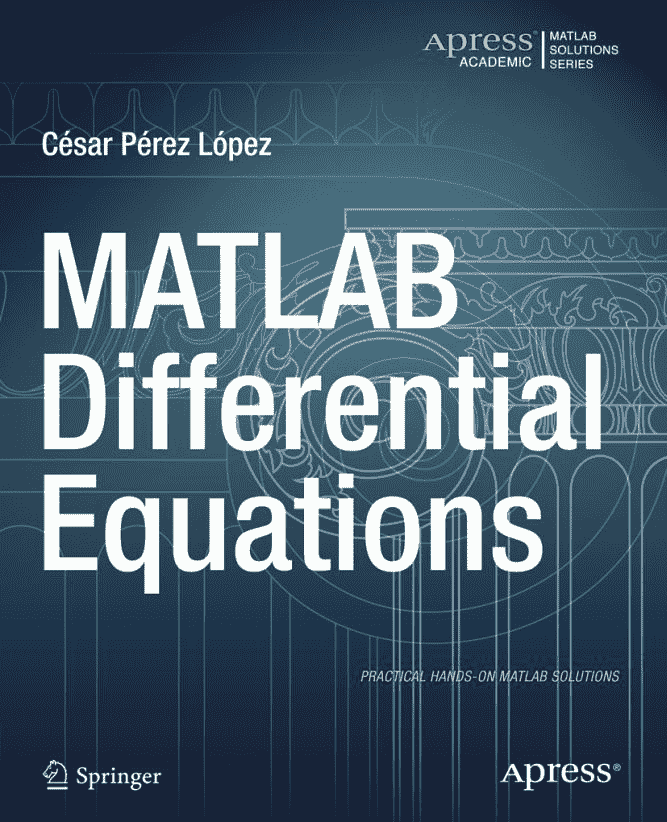 Apress®
ACADEMIC
MATLAB
SOLUTIONS
SERIES
César Pérez López
MATLAB
Differential
Equations
PRACTICAL HANDS-ON MATLAB SOLUTIONS
Springer
Apress®